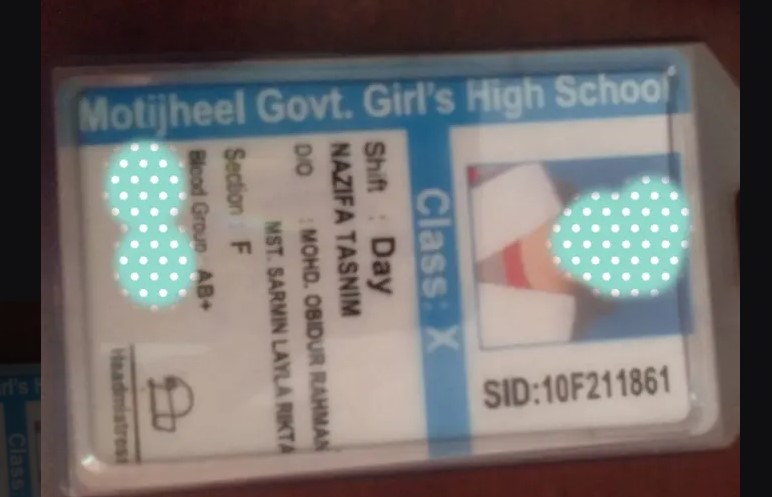 Motijheel Govt. Girl's High School
SID:10F211861
Class: X
Shift : Day
NAZIFA TASNIM
D/O : MOHD. OBIDUR RAHMAN
MST. SARMIN LAYLA RIKTA
Section F
Blood Group AB+
Headmistress
Class